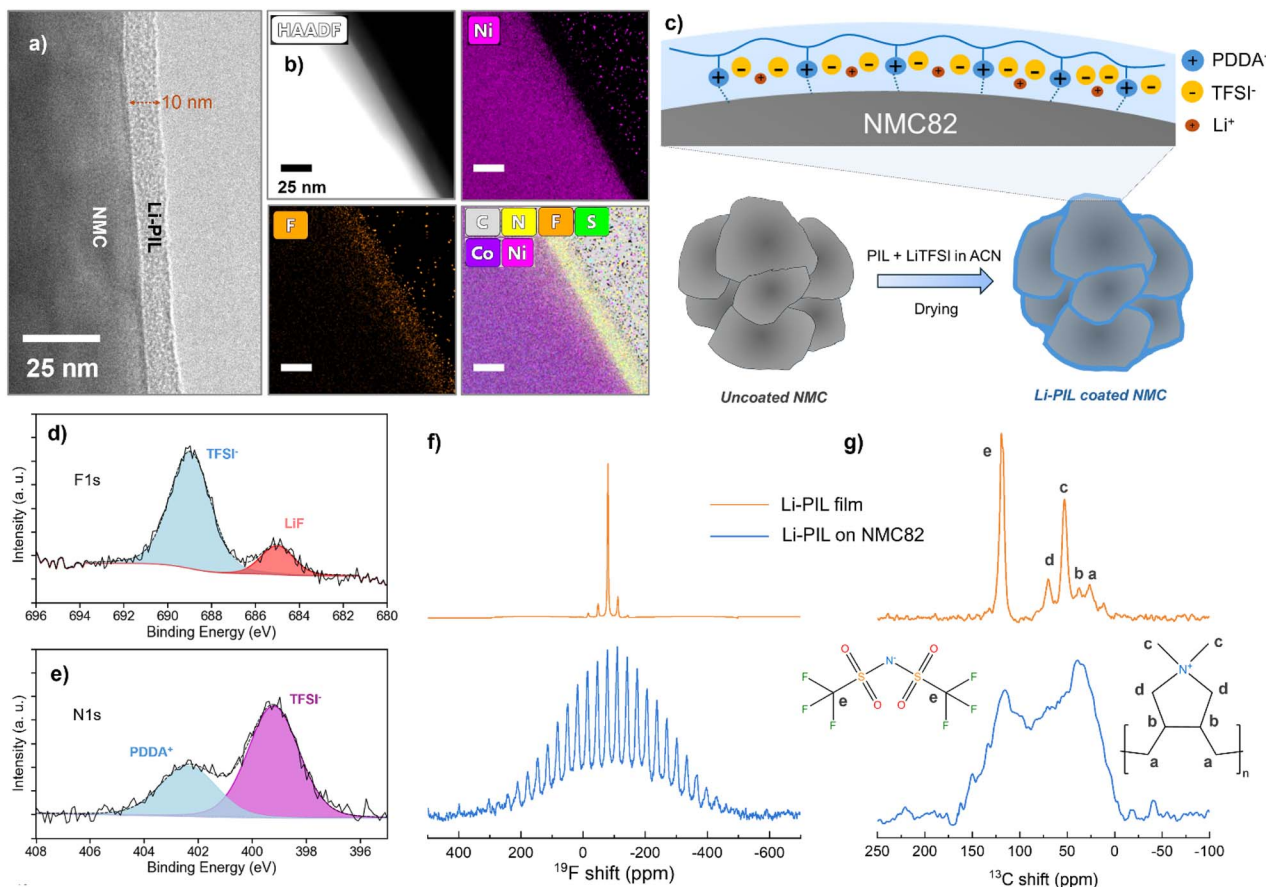 a)
10 nm
NMC
Li-PIL
25 nm
HAADF
b)
25 nm
Ni
F
C N F S
Co Ni
c)
NMC82
PDDA⁺
TFSI⁻
Li⁺
PIL + LiTFSI in ACN
Drying
Uncoated NMC
Li-PIL coated NMC
d)
F1s
TFSI⁻
LiF
Intensity (a. u.)
696 694 692 690 688 686 684 682 680
Binding Energy (eV)
e)
N1s
PDDA⁺
TFSI⁻
Intensity (a. u.)
408 406 404 402 400 398 396
Binding Energy (eV)
f)
Li-PIL film
Li-PIL on NMC82
400 200 0 -200 -400 -600
¹⁹F shift (ppm)
g)
e
c
d
b
a
O N⁻ O
F S S F
F F
F O O F
e e
c c
N⁺
d d
b b
a a
n
250 200 150 100 50 0 -50 -100
¹³C shift (ppm)